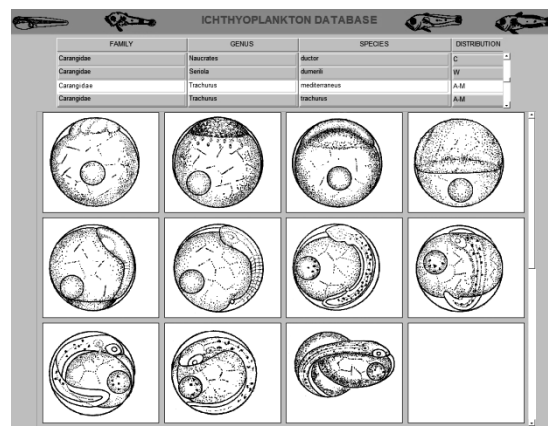 ICHTHYOPLANKTON DATABASE
FAMILY GENUS SPECIES DISTRIBUTION
Carangidae Naucrates ductor C
Carangidae Seriola dumerili W
Carangidae Trachurus mediterraneus A-M
Carangidae Trachurus trachurus A-M